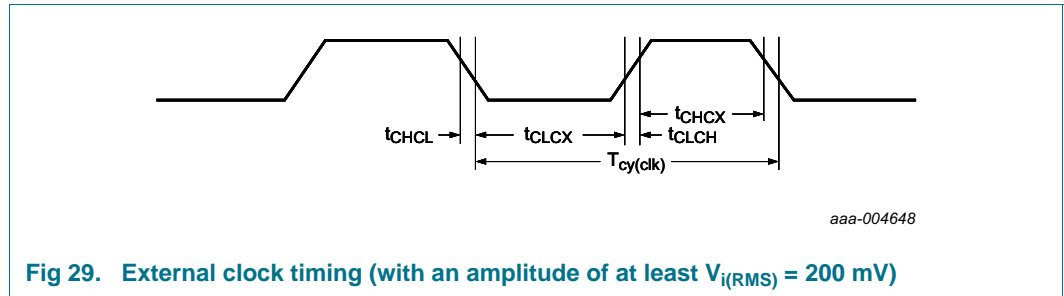 tCHCX
tCHCL tCLCX tCLCH
Tcy(clk)
aaa-004648
Fig 29. External clock timing (with an amplitude of at least Vi(RMS) = 200 mV)